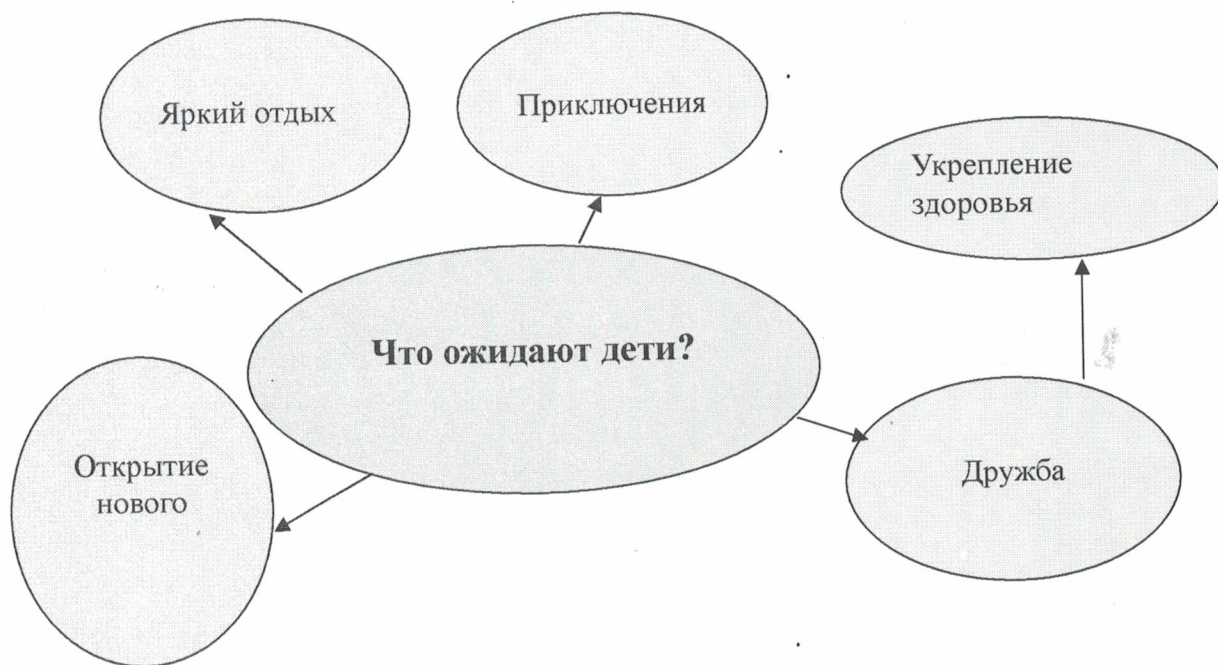 Яркий отдых
Приключения
Укрепление
здоровья
Что ожидают дети?
Открытие
нового
Дружба